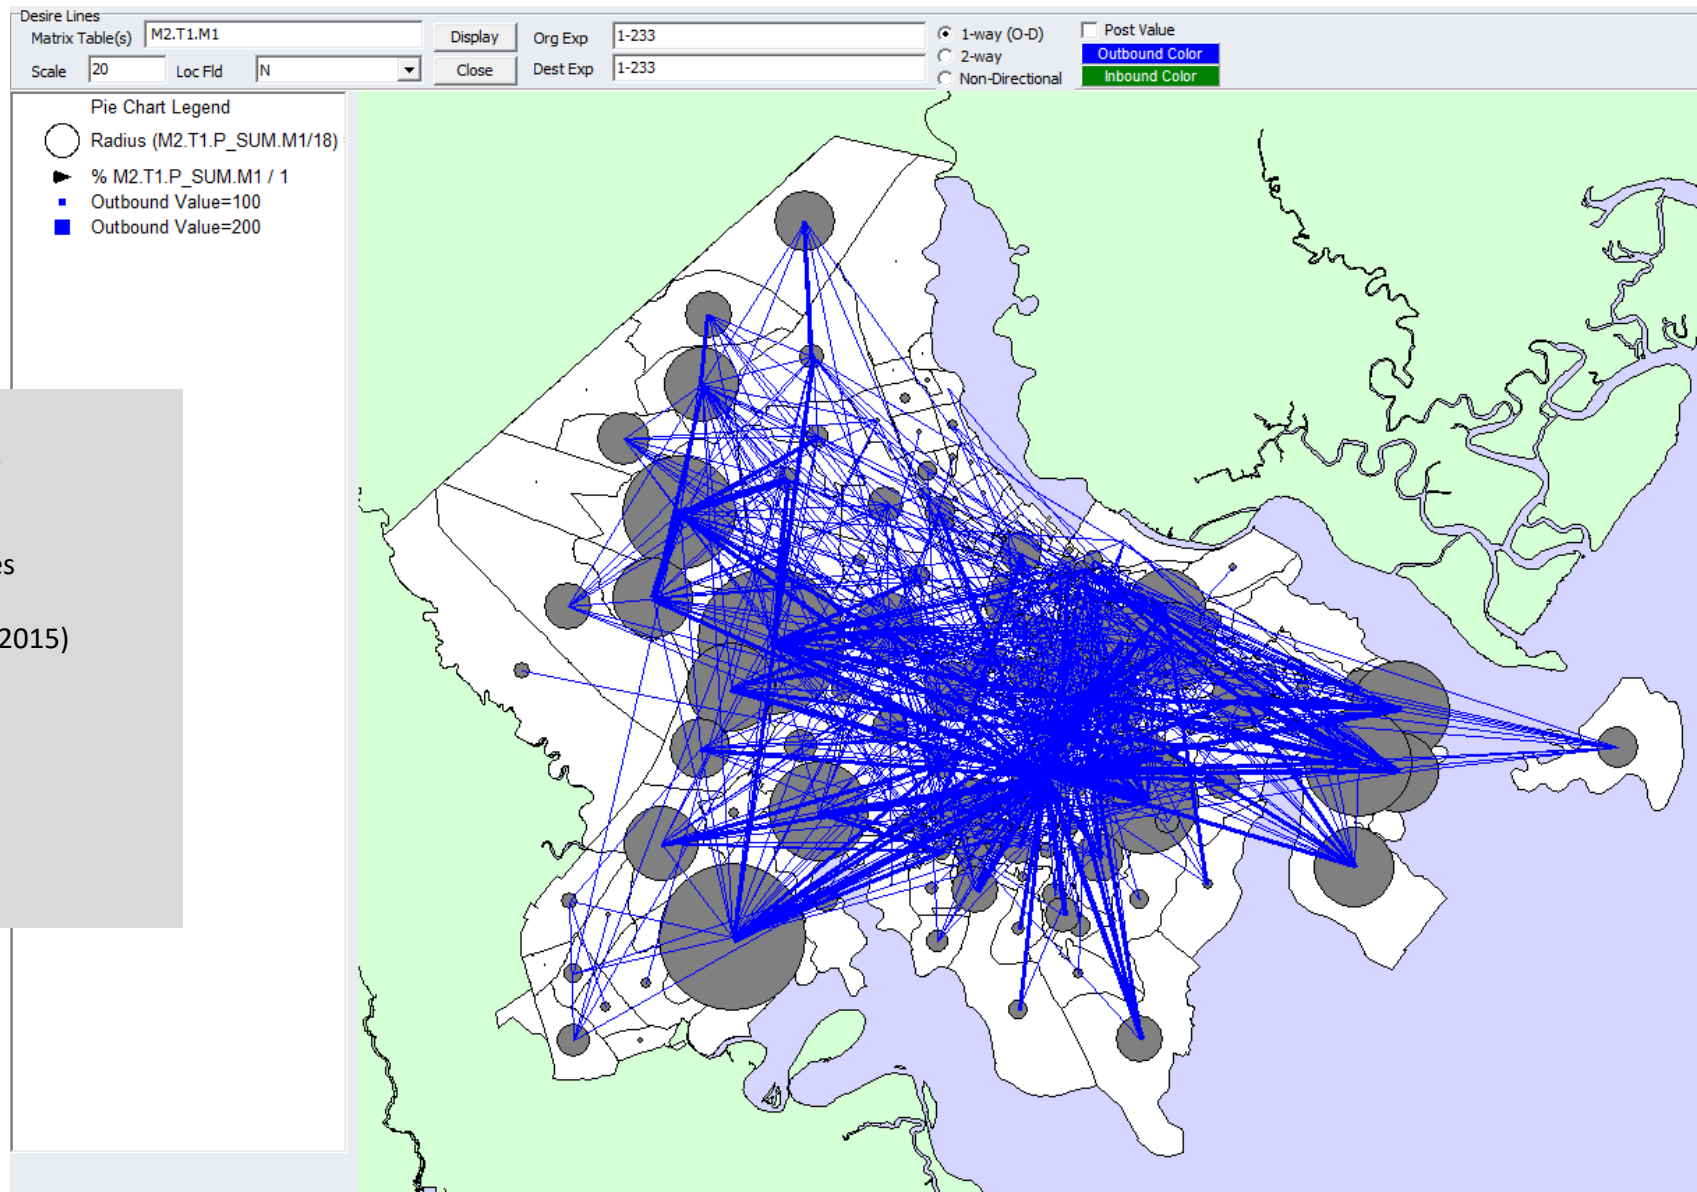 Desire Lines
Matrix Table(s) M2.T1.M1 Display Org Exp 1-233 1-way (O-D) Post Value
2-way Outbound Color
Scale 20 Loc Fld N Close Dest Exp 1-233 Non-Directional Inbound Color
Pie Chart Legend
Radius (M2.T1.P_SUM.M1/18)
% M2.T1.P_SUM.M1 / 1
Outbound Value=100
Outbound Value=200
es
2015)